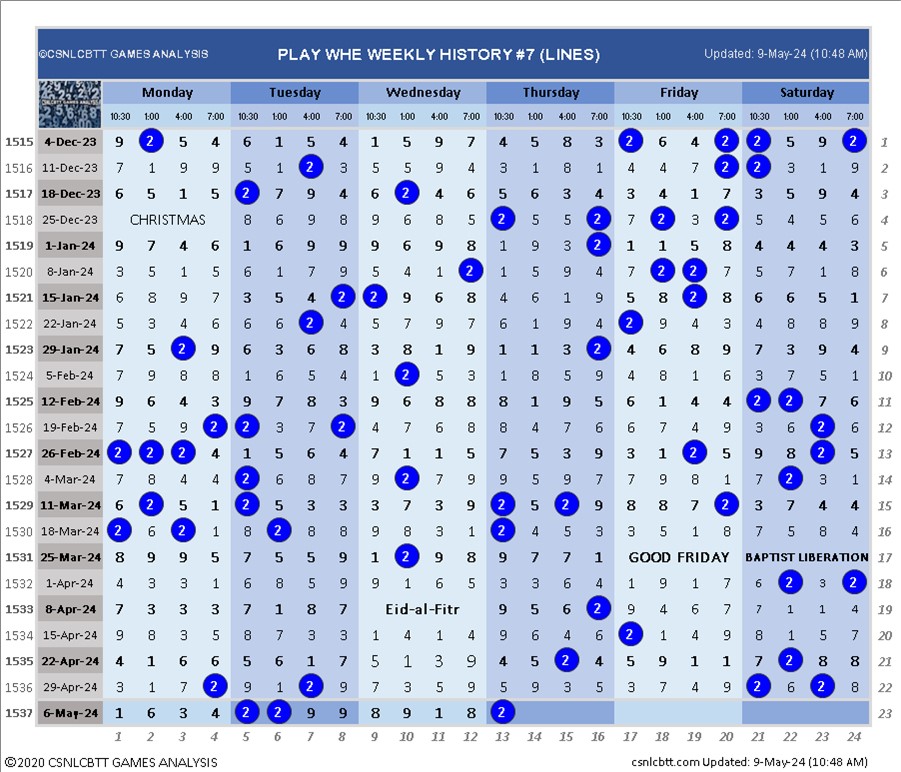 ©CSNLCBTT GAMES ANALYSIS PLAY WHE WEEKLY HISTORY #7 (LINES) Updated: 9-May-24 (10:48 AM)
Monday Tuesday Wednesday Thursday Friday Saturday
10:30 1:00 4:00 7:00 10:30 1:00 4:00 7:00 10:30 1:00 4:00 7:00 10:30 1:00 4:00 7:00 10:30 1:00 4:00 7:00 10:30 1:00 4:00 7:00
1515 4-Dec-23 9 2 5 4 6 1 5 4 1 5 9 7 4 5 8 3 2 6 4 2 2 5 9 2 1
1516 11-Dec-23 7 1 9 9 5 1 2 3 5 5 9 4 3 1 8 1 4 4 7 2 2 3 1 9 2
1517 18-Dec-23 6 5 1 5 2 7 9 4 6 2 4 6 5 6 3 4 3 4 1 7 3 5 9 4 3
1518 25-Dec-23 CHRISTMAS 8 6 9 8 9 6 8 5 2 5 5 2 7 2 3 2 5 4 5 6 4
1519 1-Jan-24 9 7 4 6 1 6 9 9 9 6 9 8 1 9 3 2 1 1 5 8 4 4 4 3 5
1520 8-Jan-24 3 5 1 5 6 1 7 9 5 4 1 2 1 5 9 4 7 2 2 7 5 7 1 8 6
1521 15-Jan-24 6 8 9 7 3 5 4 2 2 9 6 8 4 6 1 9 5 8 2 8 6 6 5 1 7
1522 22-Jan-24 5 3 4 6 6 6 2 4 5 7 9 7 6 1 9 4 2 9 4 3 4 8 8 9 8
1523 29-Jan-24 7 5 2 9 6 3 6 8 3 8 1 9 1 1 3 2 4 6 8 9 7 3 9 4 9
1524 5-Feb-24 7 9 8 8 1 6 5 4 1 2 5 3 1 8 5 9 4 8 1 6 3 7 5 1 10
1525 12-Feb-24 9 6 4 3 9 7 8 3 9 6 8 8 8 1 9 5 6 1 4 4 2 2 7 6 11
1526 19-Feb-24 7 5 9 2 2 3 7 2 4 7 6 8 8 4 7 6 6 7 7 5 3 6 2 6 12
1527 26-Feb-24 2 2 2 4 1 5 6 4 7 1 1 5 7 5 3 9 3 1 2 5 9 8 2 5 13
1528 4-Mar-24 7 8 4 4 2 6 8 7 9 2 7 9 9 5 9 7 7 9 8 1 7 2 3 1 14
1529 11-Mar-24 6 2 5 1 2 5 3 3 3 7 3 9 2 5 2 9 8 8 7 2 3 7 4 4 15
1530 18-Mar-24 2 6 2 1 8 2 8 8 9 8 3 1 2 4 5 3 3 5 1 8 7 5 8 4 16
1531 25-Mar-24 8 9 9 5 7 5 5 9 1 2 9 8 9 7 7 1 GOOD FRIDAY BAPTIST LIBERATION 17
1532 1-Apr-24 4 3 3 1 6 8 5 9 9 1 6 5 3 3 6 4 1 9 1 7 6 2 3 2 18
1533 8-Apr-24 7 3 3 3 7 1 8 7 Eid-al-Fitr 9 5 6 2 9 4 6 7 7 1 1 4 19
1534 15-Apr-24 9 8 3 5 8 7 3 3 1 4 1 4 9 6 4 6 2 1 9 4 8 1 5 7 20
1535 22-Apr-24 4 1 6 6 5 6 1 7 5 1 3 9 4 5 2 4 5 9 1 1 7 2 8 8 21
1536 29-Apr-24 3 1 7 2 9 1 2 9 7 3 5 9 5 9 3 5 3 7 4 9 2 6 2 8 22
1537 6-May-24 1 6 3 4 2 2 9 9 8 9 1 8 2 23
1 2 3 4 5 6 7 8 9 10 11 12 13 14 15 16 17 18 19 20 21 22 23 24
©2020 CSNLCBTT GAMES ANALYSIS csnlcbtt.com Updated: 9-May-24 (10:48 AM)